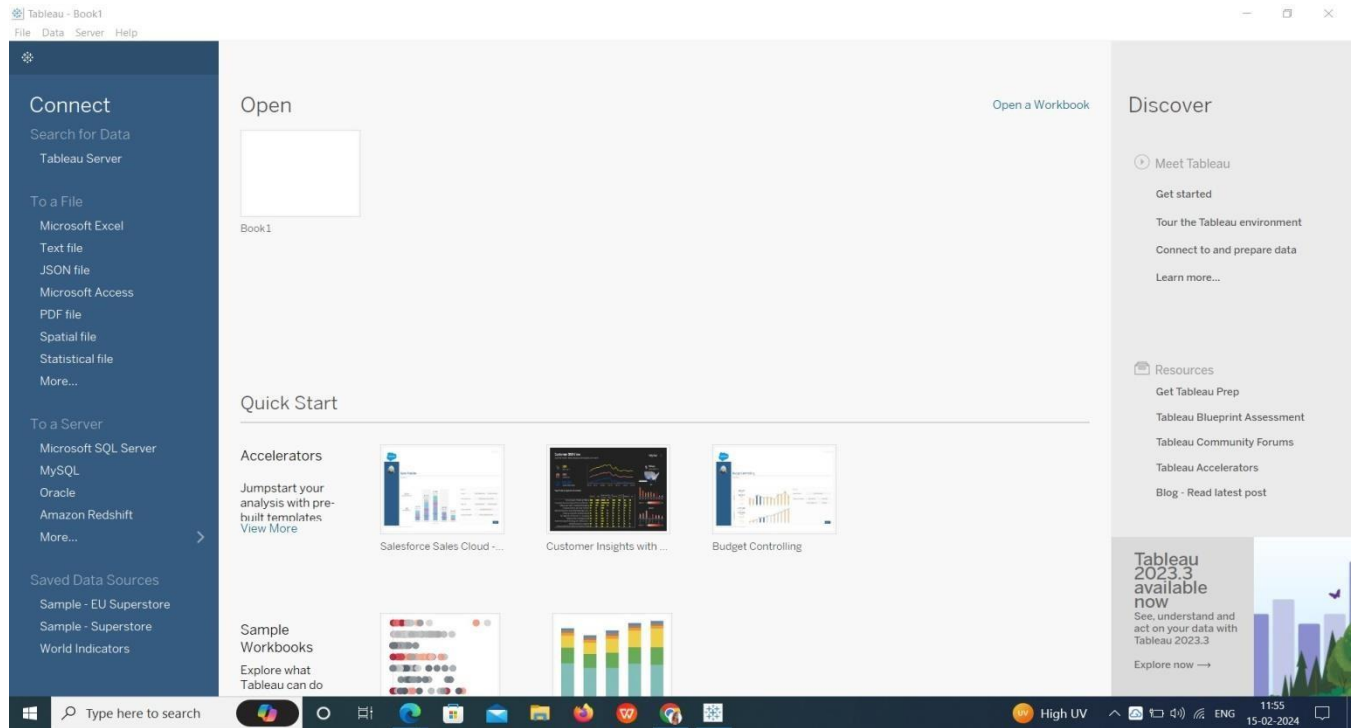 Tableau - Book1
File Data Server Help
Connect
Search for Data
Tableau Server
To a File
Microsoft Excel
Text file
JSON file
Microsoft Access
PDF file
Spatial file
Statistical file
More...
To a Server
Microsoft SQL Server
MySQL
Oracle
Amazon Redshift
More...
Saved Data Sources
Sample - EU Superstore
Sample - Superstore
World Indicators
Open
Open a Workbook
Book1
Quick Start
Accelerators
Jumpstart your
analysis with pre-
built templates
View More
Salesforce Sales Cloud -...
Customer Insights with ...
Budget Controlling
Sample
Workbooks
Explore what
Tableau can do
Discover
Meet Tableau
Get started
Tour the Tableau environment
Connect to and prepare data
Learn more...
Resources
Get Tableau Prep
Tableau Blueprint Assessment
Tableau Community Forums
Tableau Accelerators
Blog - Read latest post
Tableau
2023.3
available
now
See, understand and
act on your data with
Tableau 2023.3
Explore now →
Type here to search
UV
High UV
ENG
11:55
15-02-2024